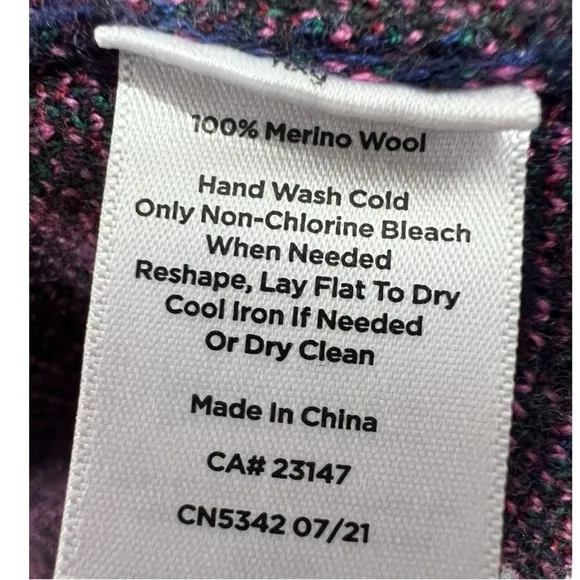 100% Merino Wool
Hand Wash Cold
Only Non-Chlorine Bleach
When Needed
Reshape, Lay Flat To Dry
Cool Iron If Needed
Or Dry Clean
Made In China
CA# 23147
CN5342 07/21